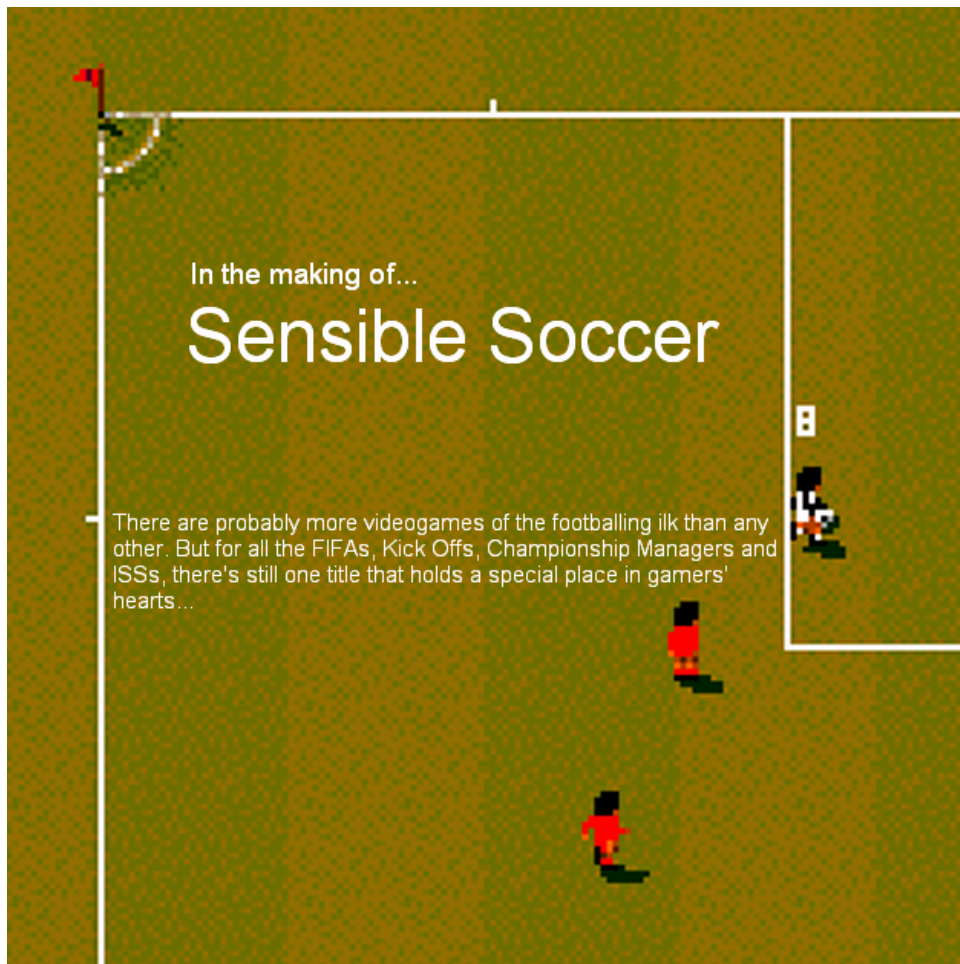 In the making of...
Sensible Soccer
8
There are probably more videogames of the footballing ilk than any
other. But for all the FIFAs, Kick Offs, Championship Managers and
ISSs, there's still one title that holds a special place in gamers'
hearts...